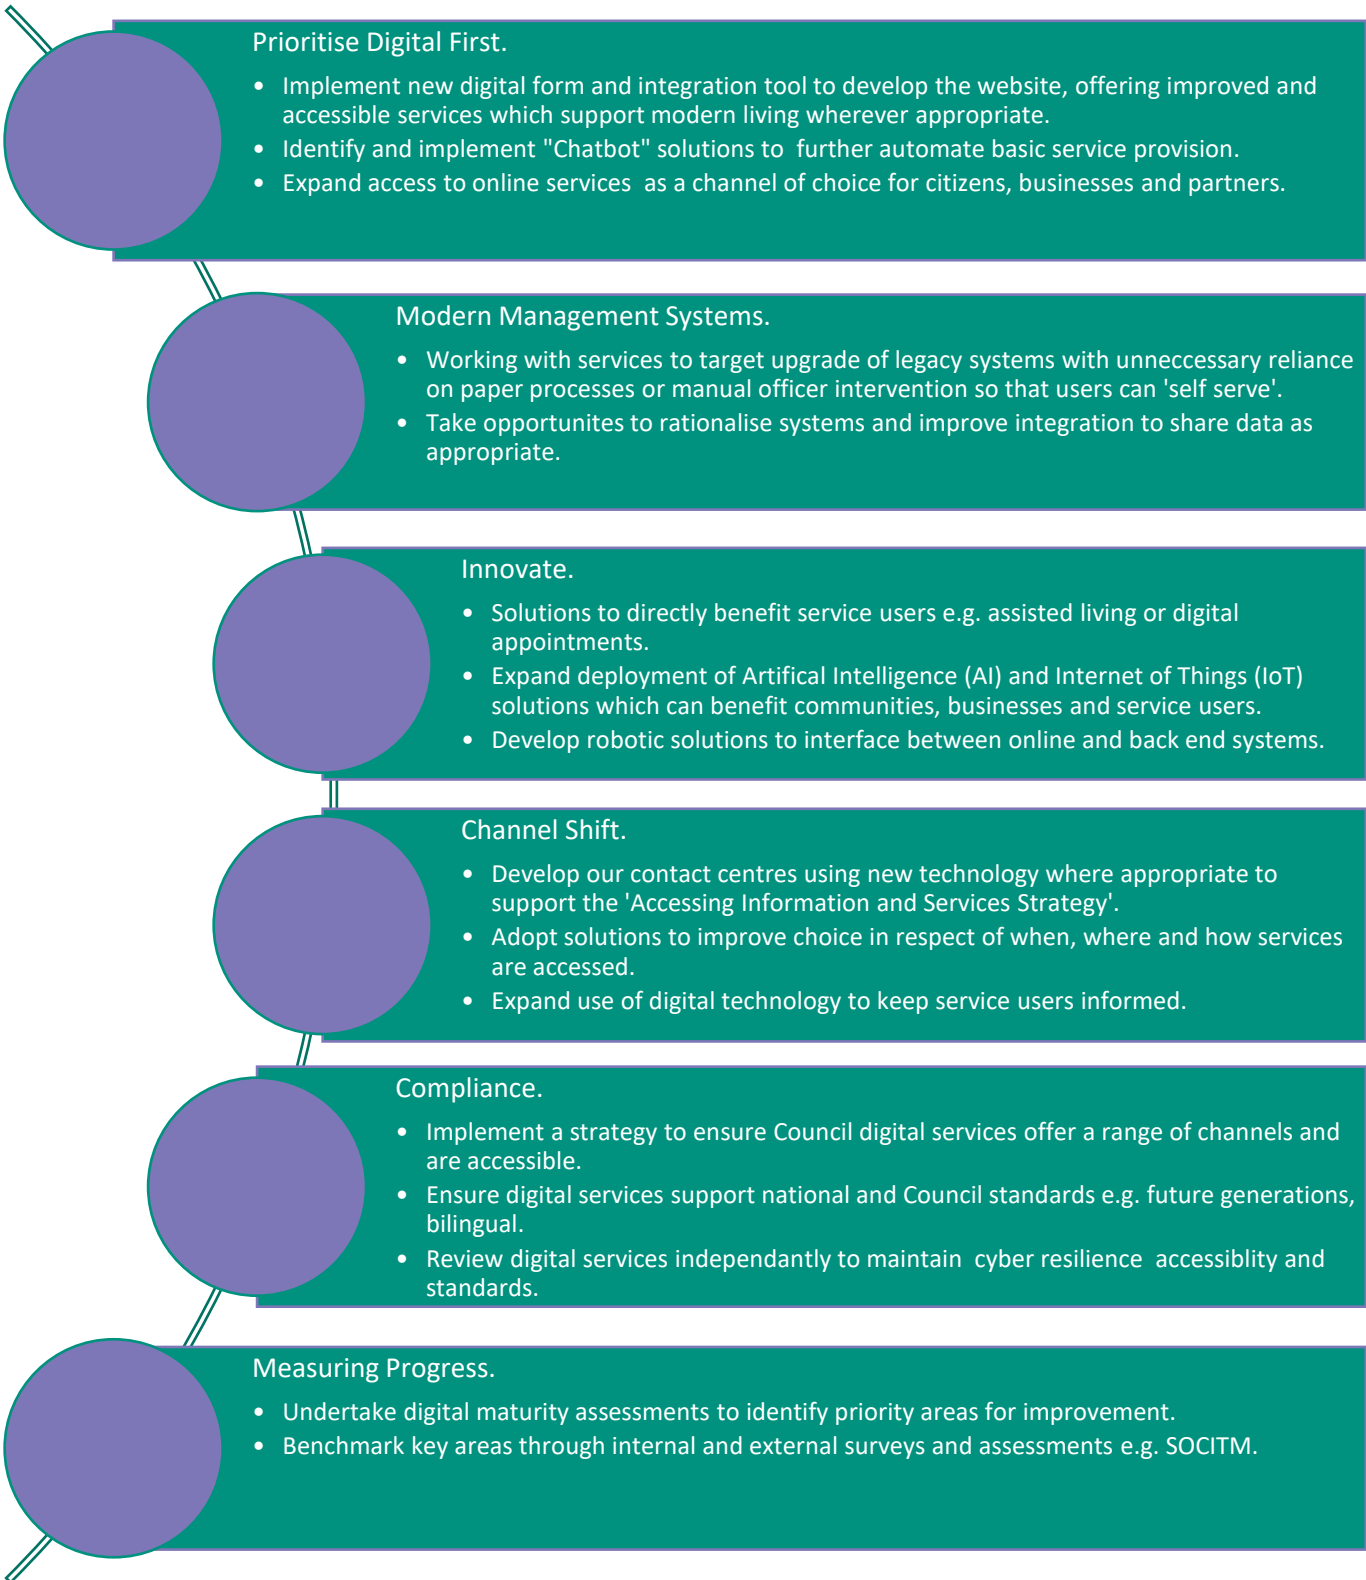 Prioritise Digital First.
• Implement new digital form and integration tool to develop the website, offering improved and
accessible services which support modern living wherever appropriate.
• Identify and implement "Chatbot" solutions to  further automate basic service provision.
• Expand access to online services  as a channel of choice for citizens, businesses and partners.
Modern Management Systems.
• Working with services to target upgrade of legacy systems with unneccessary reliance
on paper processes or manual officer intervention so that users can 'self serve'.
• Take opportunites to rationalise systems and improve integration to share data as
appropriate.
Innovate.
• Solutions to directly benefit service users e.g. assisted living or digital
appointments.
• Expand deployment of Artifical Intelligence (AI) and Internet of Things (IoT)
solutions which can benefit communities, businesses and service users.
• Develop robotic solutions to interface between online and back end systems.
Channel Shift.
• Develop our contact centres using new technology where appropriate to
support the 'Accessing Information and Services Strategy'.
• Adopt solutions to improve choice in respect of when, where and how services
are accessed.
• Expand use of digital technology to keep service users informed.
Compliance.
• Implement a strategy to ensure Council digital services offer a range of channels and
are accessible.
• Ensure digital services support national and Council standards e.g. future generations,
bilingual.
• Review digital services independantly to maintain  cyber resilience  accessiblity and
standards.
Measuring Progress.
• Undertake digital maturity assessments to identify priority areas for improvement.
• Benchmark key areas through internal and external surveys and assessments e.g. SOCITM.